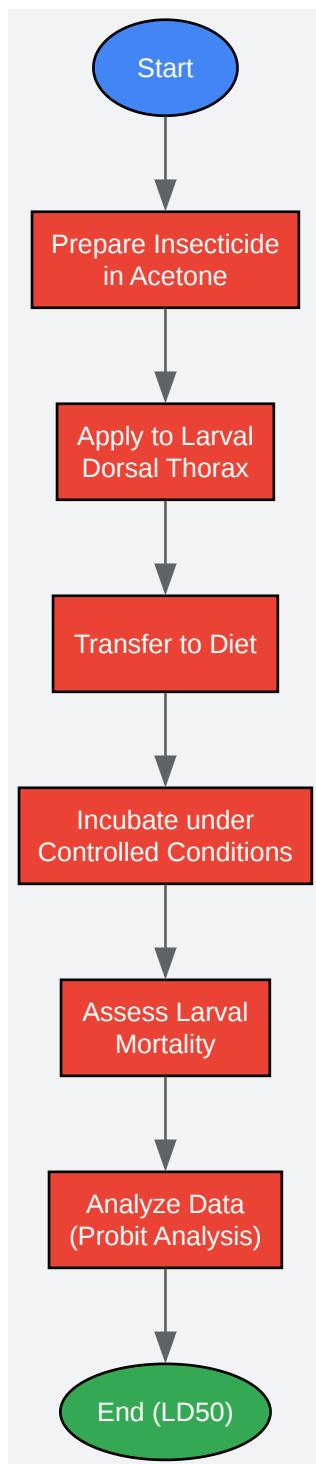 Start
Prepare Insecticide
in Acetone
Apply to Larval
Dorsal Thorax
Transfer to Diet
Incubate under
Controlled Conditions
Assess Larval
Mortality
Analyze Data
(Probit Analysis)
End (LD50)